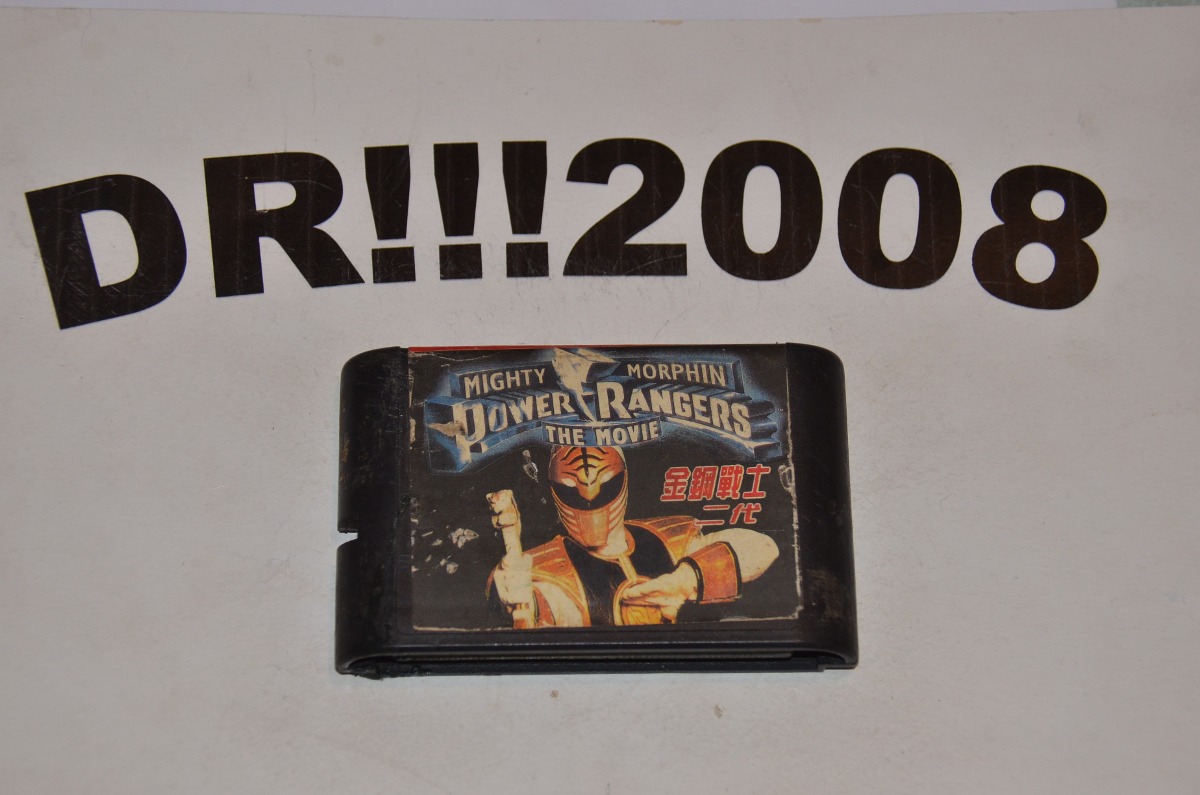 DR!!!2008
MIGHTY MORPHIN
POWER RANGERS
THE MOVIE
金鋼戰士
二代